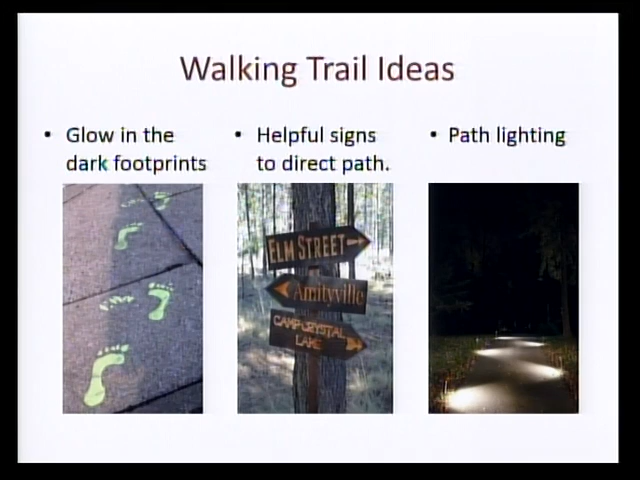 Walking Trail Ideas
• Glow in the
dark footprints
• Helpful signs
to direct path.
• Path lighting
ELM STREET
Amityville
CAMP CRYSTAL
LAKE